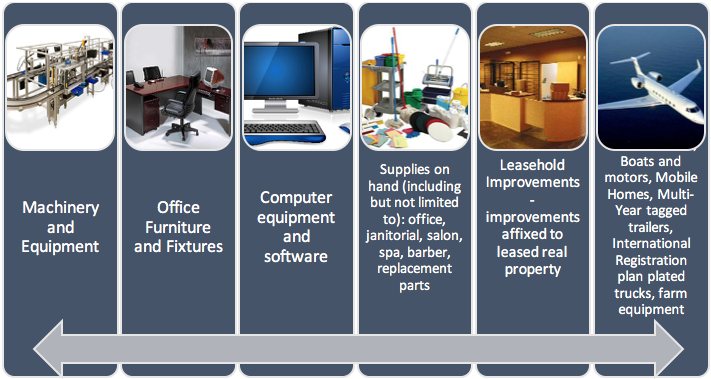 Machinery
and
Equipment
Office
Furniture
and Fixtures
Computer
equipment
and
software
Supplies on
hand (including
but not limited
to): office,
janitorial, salon,
spa, barber,
replacement
parts
Leasehold
Improvements
-
improvements
affixed to
leased real
property
Boats and
motors, Mobile
Homes, Multi-
Year tagged
trailers,
International
Registration
plan plated
trucks, farm
equipment